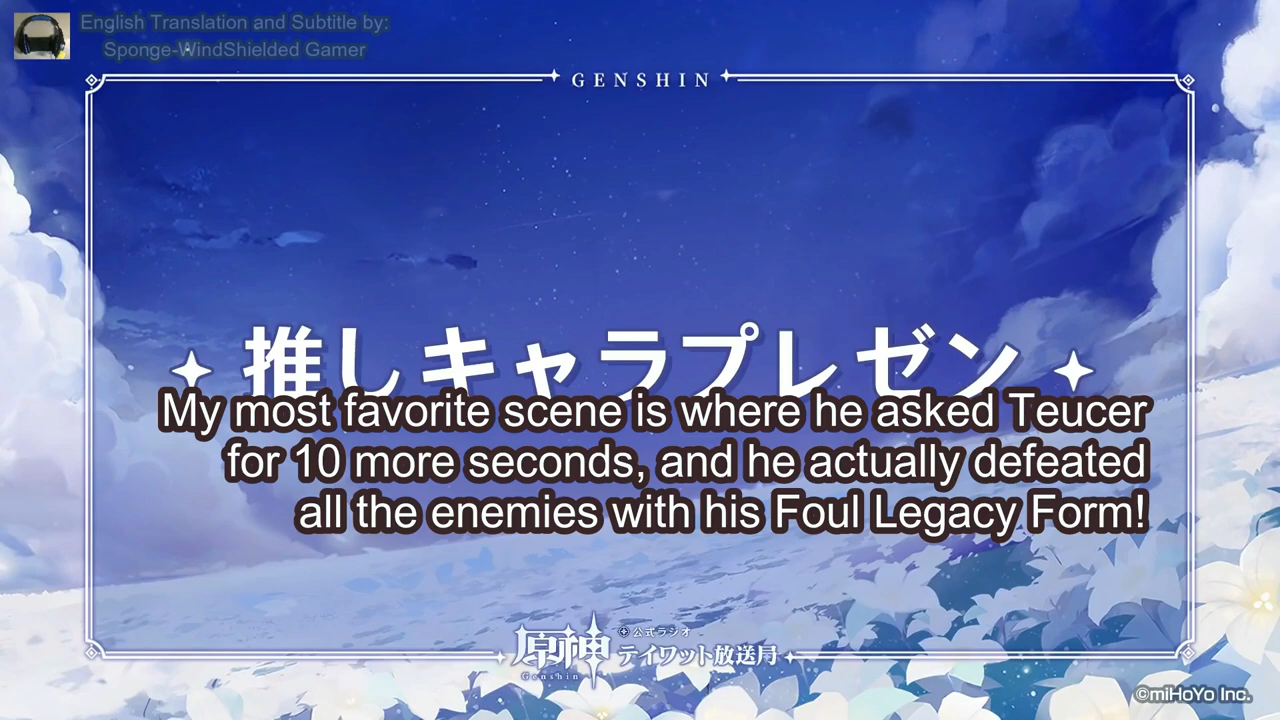 English Translation and Subtitle by:
Sponge-WindShielded Gamer
GENSHIN
推しキャラプレゼン
My most favorite scene is where he asked Teucer
for 10 more seconds, and he actually defeated
all the enemies with his Foul Legacy Form!
原神
Genshin
公式ラジオ
テイワット放送局
©miHoYo Inc.